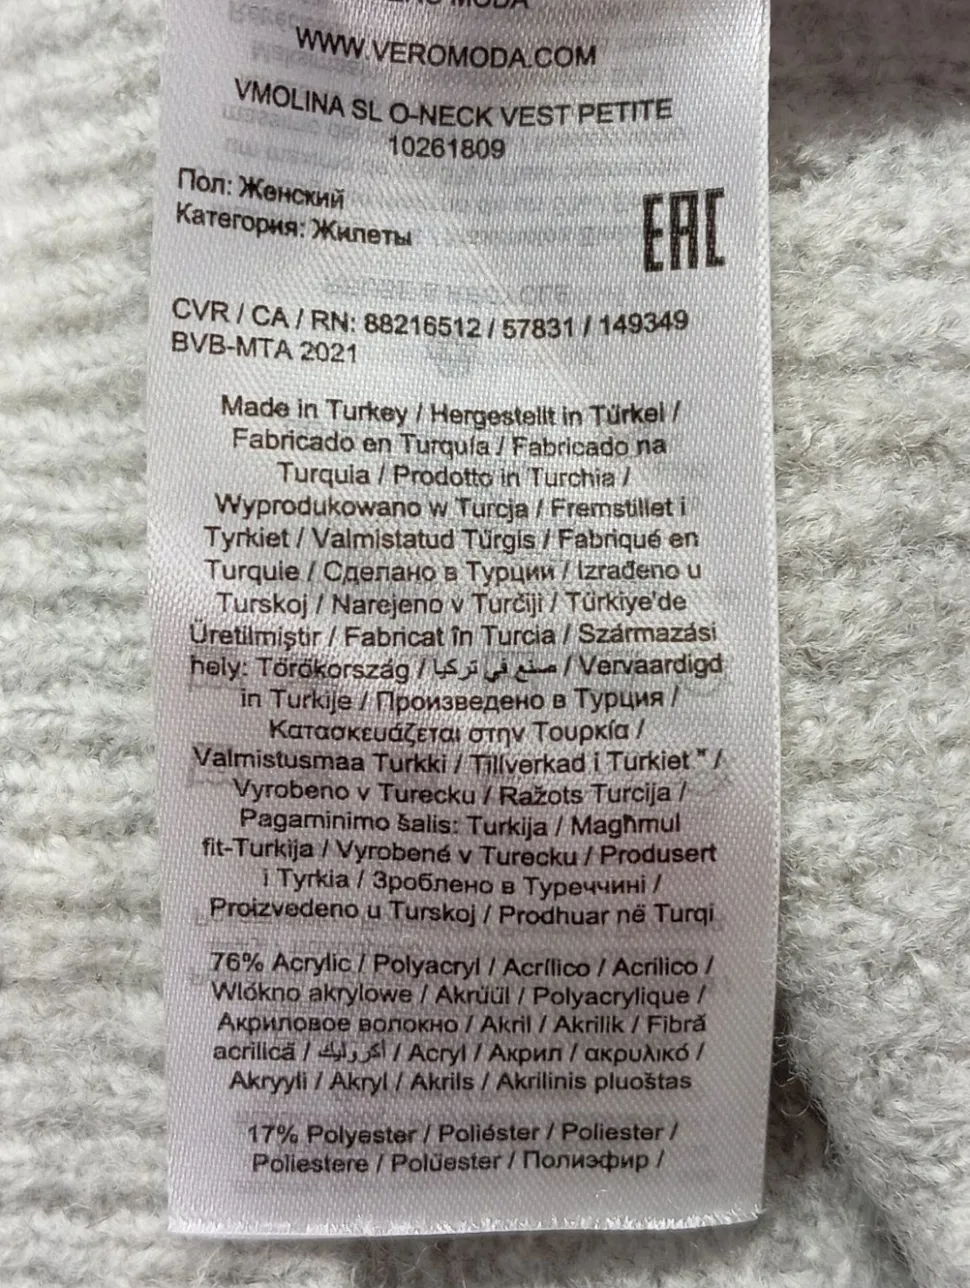 VERO MODA
WWW.VEROMODA.COM
VMOLINA SL O-NECK VEST PETITE
10261809
Пол: Женский
Категория: Жилеты
EAC
CVR / CA / RN: 88216512 / 57831 / 149349
BVB-MTA 2021
Made in Turkey / Hergestellt in Türkei /
Fabricado en Turquía / Fabricado na
Turquia / Prodotto in Turchia /
Wyprodukowano w Turcja / Fremstillet i
Tyrkiet / Valmistatud Türgis / Fabriqué en
Turquie / Сделано в Турции / Izrađeno u
Turskoj / Narejeno v Turčiji / Türkiye'de
Üretilmiştir / Fabricat în Turcia / Származási
hely: Törökország / صنع في تركيا / Vervaardigd
in Turkije / Произведено в Турция /
Κατασκευάζεται στην Τουρκία /
Valmistusmaa Turkki / Tillverkad i Turkiet " /
Vyrobeno v Turecku / Ražots Turcija /
Pagaminimo šalis: Turkija / Magħmul
fit-Turkija / Vyrobené v Turecku / Produsert
i Tyrkia / Зроблено в Туреччині /
Proizvedeno u Turskoj / Prodhuar në Turqi
76% Acrylic / Polyacryl / Acrílico / Acrilico /
Włókno akrylowe / Akrüül / Polyacrylique /
Акриловое волокно / Akril / Akrilik / Fibră
acrilică / أكريليك / Acryl / Акрил / ακρυλικό /
Akryyli / Akryl / Akrils / Akrilinis pluoštas
17% Polyester / Poliéster / Poliester /
Poliestere / Polüester / Полиэфир /